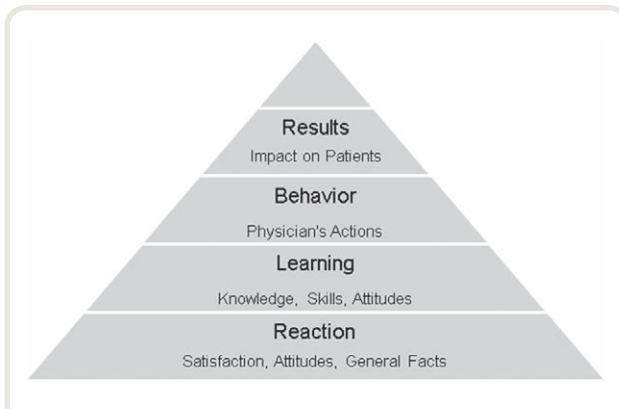 Results
Impact on Patients
Behavior
Physician's Actions
Learning
Knowledge, Skills, Attitudes
Reaction
Satisfaction, Attitudes, General Facts